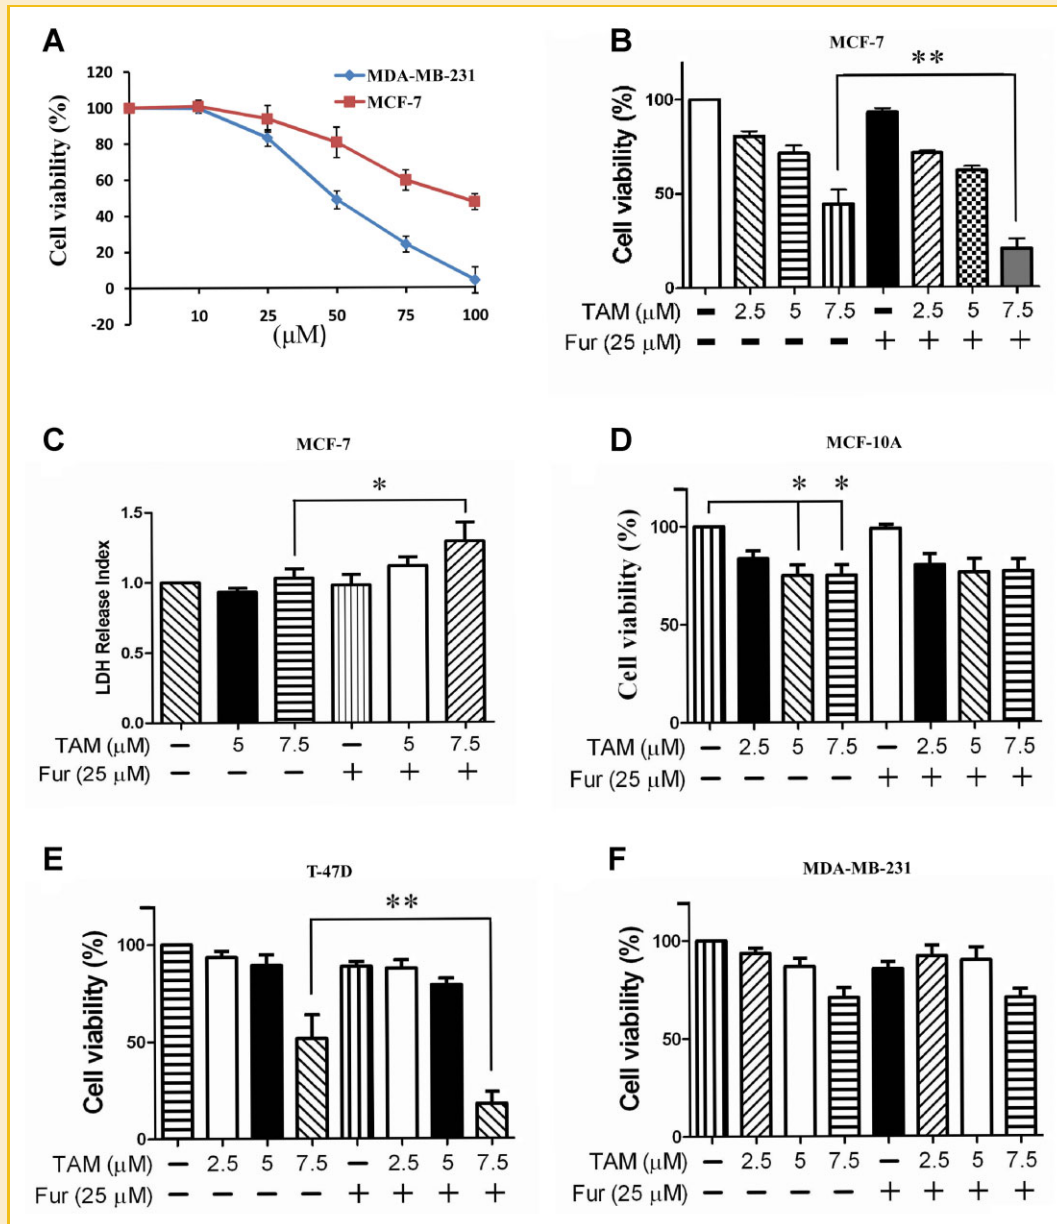 A
MDA-MB-231
MCF-7
Cell viability (%)
120
100
80
60
40
20
0
-20
10 25 50 75 100
(μM)
B
MCF-7
**
Cell viability (%)
100
50
0
TAM (μM) – 2.5 5 7.5 – 2.5 5 7.5
Fur (25 μM) – – – – + + + +
C
MCF-7
*
LDH Release Index
1.5
1.0
0.5
0.0
TAM (μM) – 5 7.5 – 5 7.5
Fur (25 μM) – – – + + +
D
MCF-10A
* *
Cell viability (%)
100
50
0
TAM (μM) – 2.5 5 7.5 – 2.5 5 7.5
Fur (25 μM) – – – – + + + +
E
T-47D
**
Cell viability (%)
100
50
0
TAM (μM) – 2.5 5 7.5 – 2.5 5 7.5
Fur (25 μM) – – – – + + + +
F
MDA-MB-231
Cell viability (%)
100
50
0
TAM (μM) – 2.5 5 7.5 – 2.5 5 7.5
Fur (25 μM) – – – – + + + +